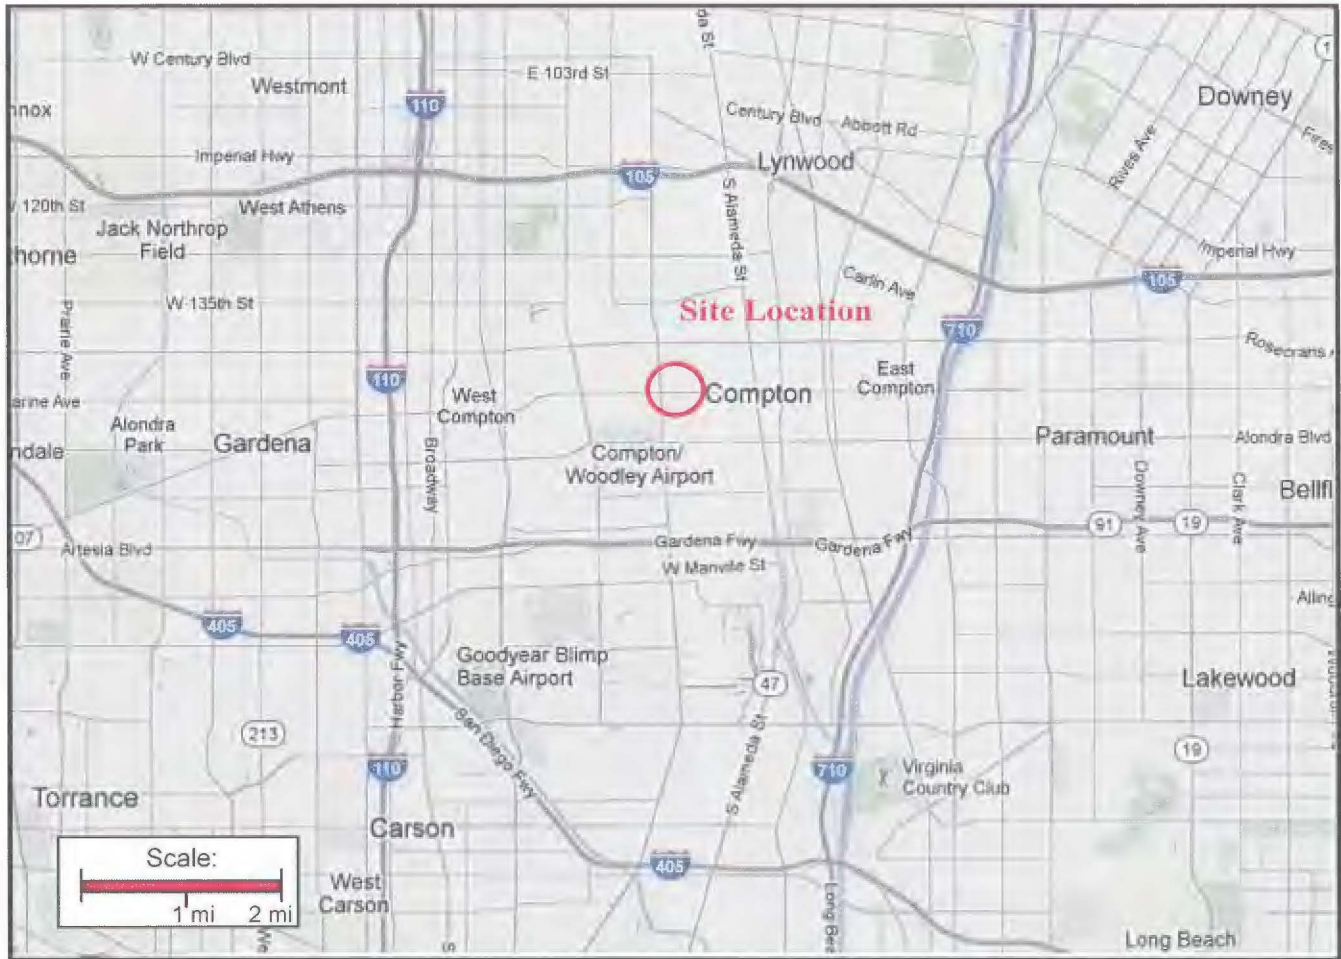 W Century Blvd
Westmont
110
E 103rd St
Century Blvd
Abbott Rd
Downey
Rives Ave
Imperial Hwy
105
Lynwood
S Alameda St
West Athens
Jack Northrop
Field
W 135th St
Prairie Ave
Carlin Ave
Imperial Hwy
105
Site Location
710
110
West
Compton
Compton
East
Compton
Alondra
Park
Gardena
Broadway
Compton/
Woodley Airport
Paramount
Alondra Blvd
Downey Ave
Clark Ave
91
19
Artesia Blvd
Gardena Fwy
Gardena Fwy
W Manville St
405
405
Harbor Fwy
Goodyear Blimp
Base Airport
San Diego Fwy
47
S Alameda St
Lakewood
213
19
110
710
Virginia
Country Club
Torrance
Carson
405
West
Carson
Long Beach
Scale:
1 mi
2 mi